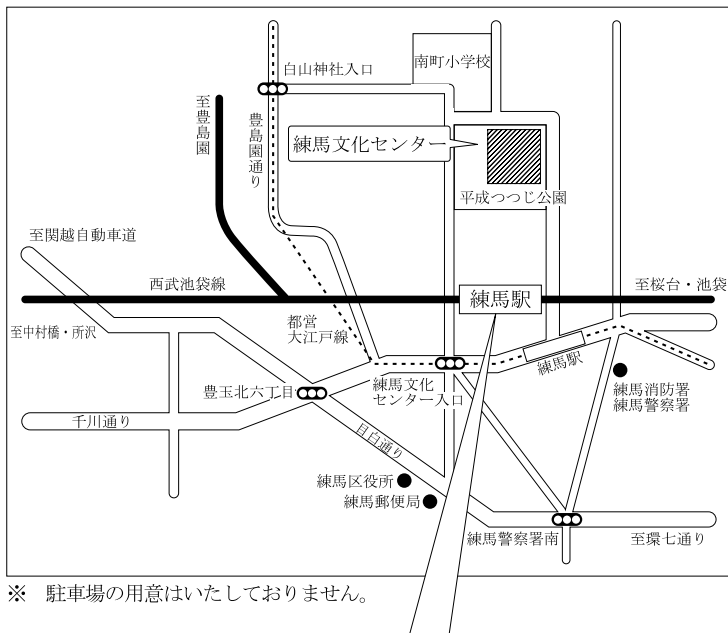 南町小学校
白山神社入口
至豊島園
豊島園通り
練馬文化センター
平成つつじ公園
至関越自動車道
西武池袋線
練馬駅
至桜台・池袋
至中村橋・所沢
都営
大江戸線
練馬駅
豊玉北六丁目
練馬文化
センター入口
練馬消防署
練馬警察署
千川通り
目白通り
練馬区役所
練馬郵便局
練馬警察署南
至環七通り
※ 駐車場の用意はいたしておりません。